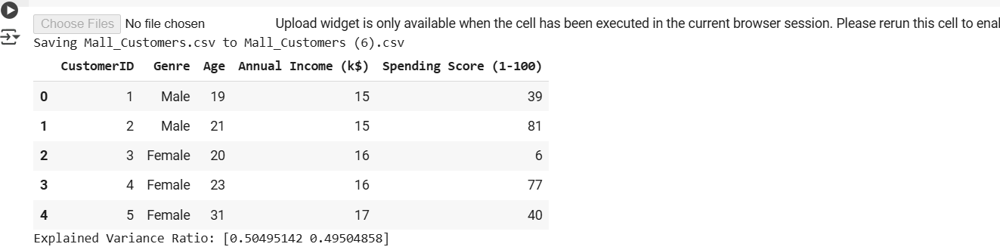 Choose Files No file chosen Upload widget is only available when the cell has been executed in the current browser session. Please rerun this cell to enal
Saving Mall_Customers.csv to Mall_Customers (6).csv
CustomerID Genre Age Annual Income (k$) Spending Score (1-100)
0 1 Male 19 15 39
1 2 Male 21 15 81
2 3 Female 20 16 6
3 4 Female 23 16 77
4 5 Female 31 17 40
Explained Variance Ratio: [0.50495142 0.49504858]